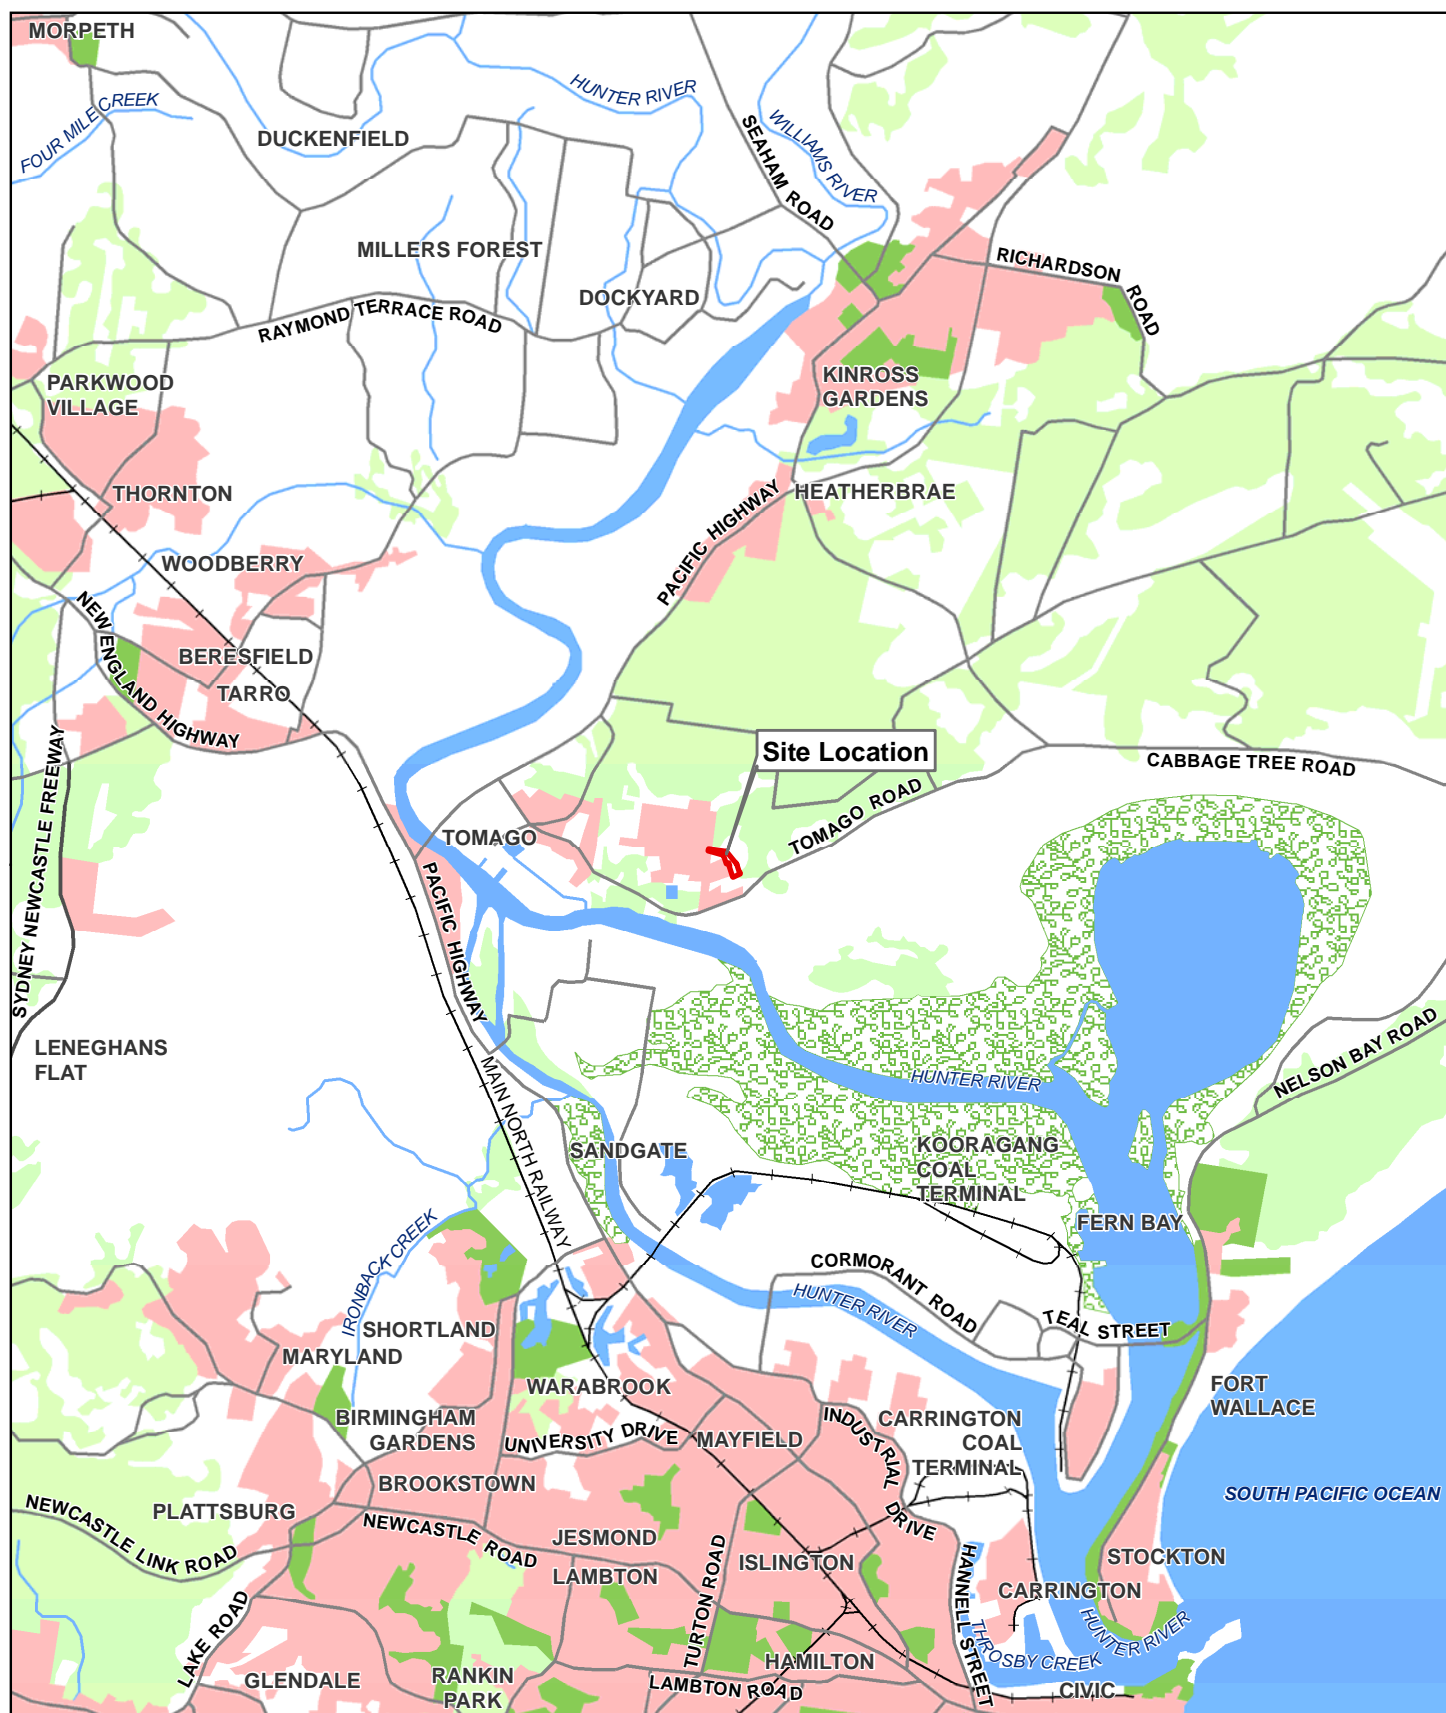 MORPETH
FOUR MILE CREEK
DUCKENFIELD
HUNTER RIVER
SEAHAM ROAD
WILLIAMS RIVER
MILLERS FOREST
DOCKYARD
RICHARDSON
ROAD
RAYMOND TERRACE ROAD
PARKWOOD
VILLAGE
KINROSS
GARDENS
THORNTON
HEATHERBRAE
PACIFIC HIGHWAY
WOODBERRY
NEW ENGLAND HIGHWAY
BERESFIELD
TARRO
SYDNEY NEWCASTLE FREEWAY
Site Location
CABBAGE TREE ROAD
TOMAGO ROAD
TOMAGO
PACIFIC HIGHWAY
LENEGHANS
FLAT
NELSON BAY ROAD
HUNTER RIVER
MAIN NORTH RAILWAY
SANDGATE
KOORAGANG
COAL
TERMINAL
FERN BAY
IRONBACK CREEK
CORMORANT ROAD
HUNTER RIVER
TEAL STREET
SHORTLAND
MARYLAND
WARABROOK
FORT
WALLACE
BIRMINGHAM
GARDENS
UNIVERSITY DRIVE
MAYFIELD
INDUSTRIAL
DRIVE
CARRINGTON
COAL
TERMINAL
BROOKSTOWN
PLATTSBURG
SOUTH PACIFIC OCEAN
NEWCASTLE LINK ROAD
NEWCASTLE ROAD
JESMOND
LAMBTON
TURTON ROAD
ISLINGTON
HANNELL STREET
STOCKTON
CARRINGTON
HUNTER RIVER
THROSBY CREEK
LAKE ROAD
GLENDALE
RANKIN
PARK
HAMILTON
LAMBTON ROAD
CIVIC